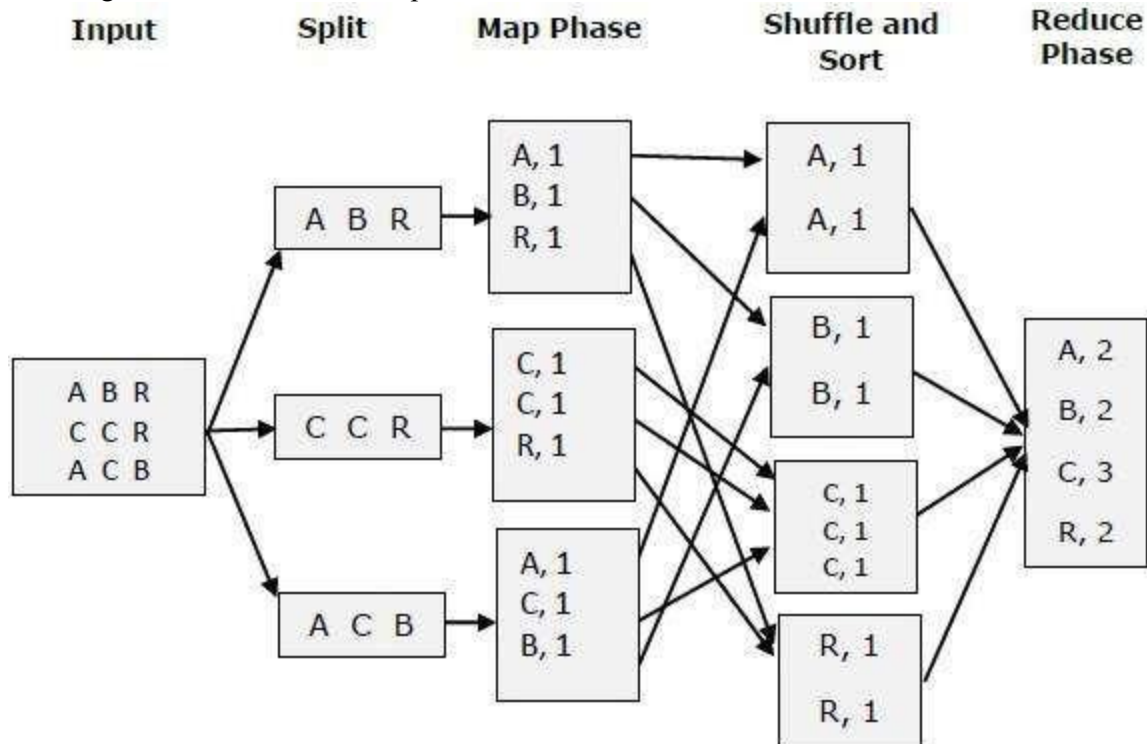 Input
Split
Map Phase
Shuffle and
Sort
Reduce
Phase
A B R
C C R
A C B
A B R
C C R
A C B
A, 1
B, 1
R, 1
C, 1
C, 1
R, 1
A, 1
C, 1
B, 1
A, 1
A, 1
B, 1
B, 1
C, 1
C, 1
C, 1
R, 1
R, 1
A, 2
B, 2
C, 3
R, 2